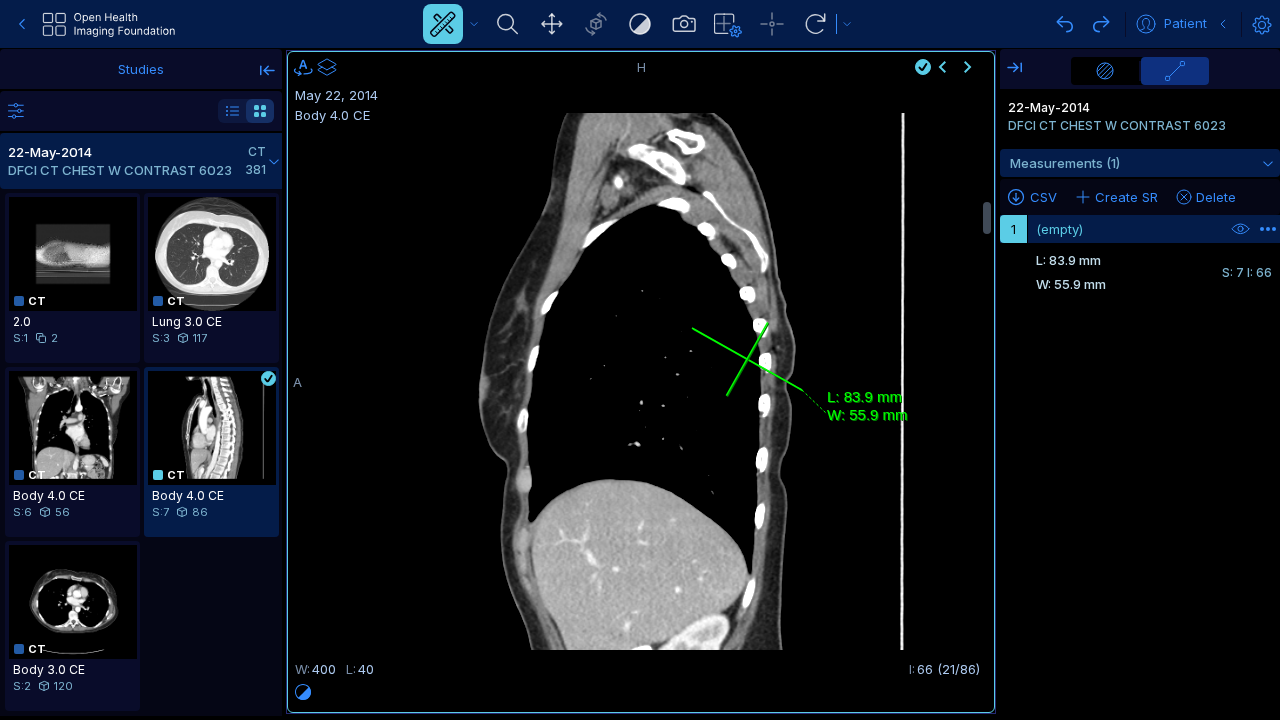 Open Health
Imaging Foundation
Patient
Studies
22-May-2014
CT
DFCI CT CHEST W CONTRAST 6023
381
CT
2.0
S:1 2
CT
Lung 3.0 CE
S:3 117
CT
Body 4.0 CE
S:6 56
CT
Body 4.0 CE
S:7 86
CT
Body 3.0 CE
S:2 120
A
H
May 22, 2014
Body 4.0 CE
A
L: 83.9 mm
W: 55.9 mm
W: 400 L: 40
I: 66 (21/86)
22-May-2014
DFCI CT CHEST W CONTRAST 6023
Measurements (1)
CSV Create SR Delete
1 (empty)
L: 83.9 mm
W: 55.9 mm
S: 7 I: 66